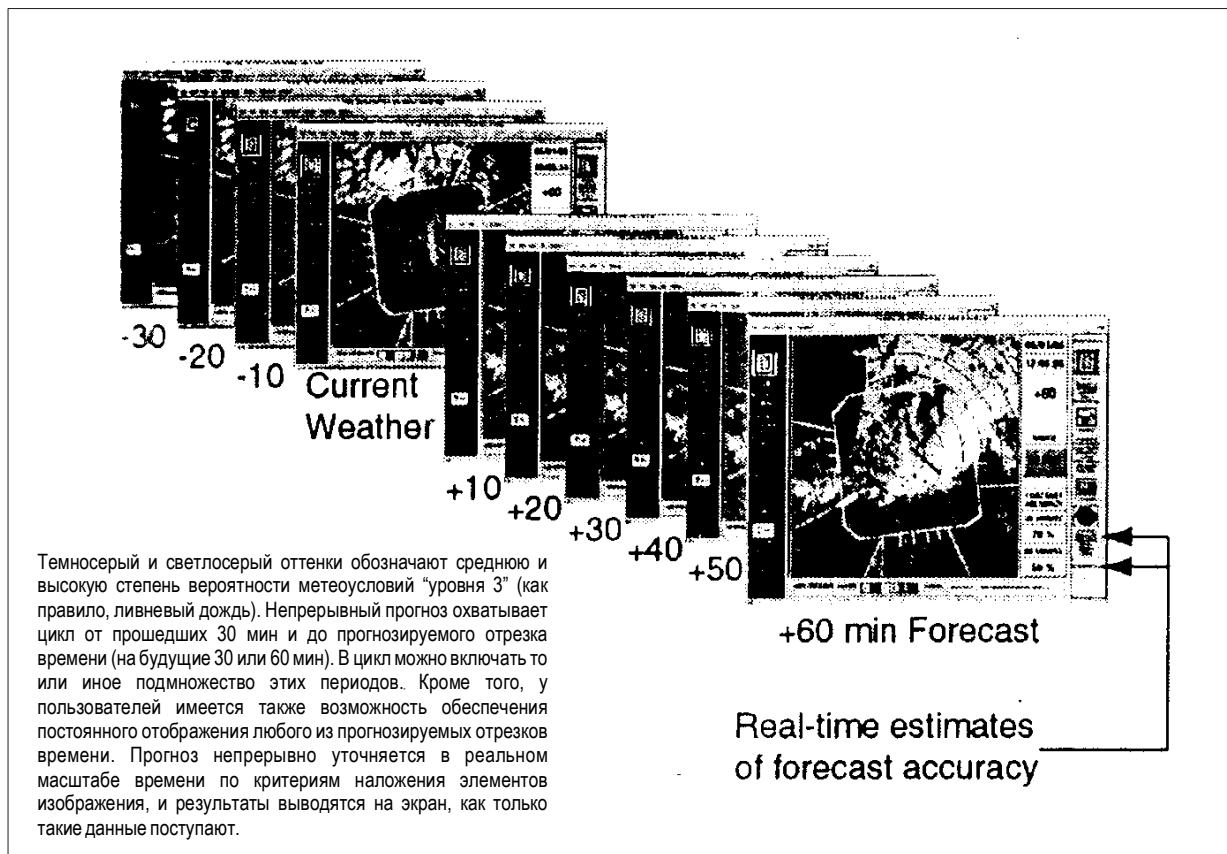 -30
-20
-10
Current
Weather
+60
+10
+20
+30
+40
+50
+60
70 %
+60 min Forecast
Real-time estimates
of forecast accuracy
Темносерый и светлосерый оттенки обозначают среднюю и
высокую степень вероятности метеоусловий “уровня 3” (как
правило, ливневый дождь). Непрерывный прогноз охватывает
цикл от прошедших 30 мин и до прогнозируемого отрезка
времени (на будущие 30 или 60 мин). В цикл можно включать то
или иное подмножество этих периодов. Кроме того, у
пользователей имеется также возможность обеспечения
постоянного отображения любого из прогнозируемых отрезков
времени. Прогноз непрерывно уточняется в реальном
масштабе времени по критериям наложения элементов
изображения, и результаты выводятся на экран, как только
такие данные поступают.